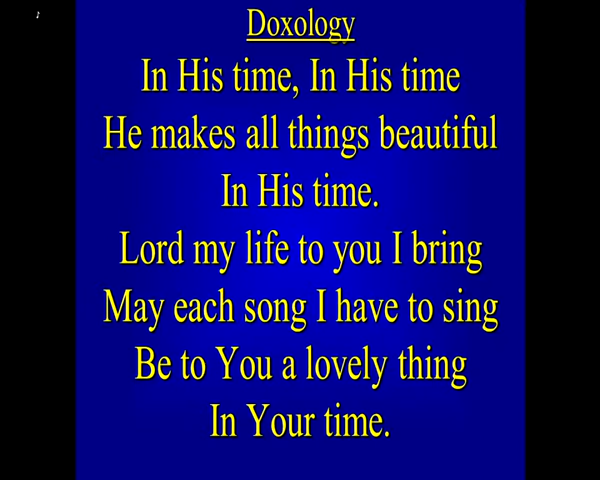 Doxology
In His time, In His time
He makes all things beautiful
In His time.
Lord my life to you I bring
May each song I have to sing
Be to You a lovely thing
In Your time.